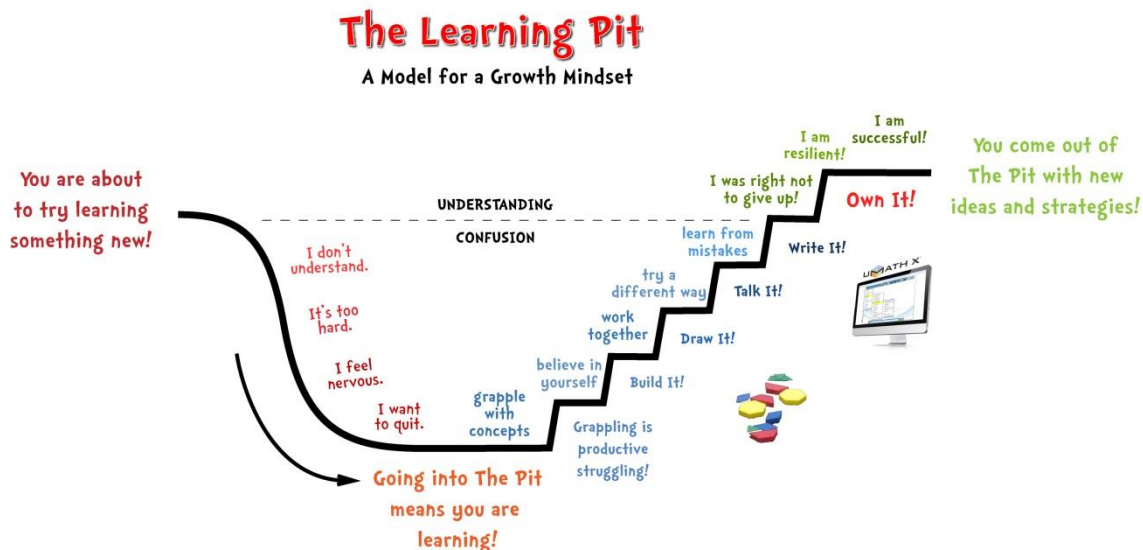 The Learning Pit
A Model for a Growth Mindset
You are about
to try learning
something new!
UNDERSTANDING
CONFUSION
I don't
understand.
It's too
hard.
I feel
nervous.
I want
to quit.
Going into The Pit
means you are
learning!
grapple
with
concepts
Grappling is
productive
struggling!
believe in
yourself
Build It!
work
together
Draw It!
try a
different way
Talk It!
learn from
mistakes
Write It!
I was right not
to give up!
Own It!
I am
resilient!
I am
successful!
You come out of
The Pit with new
ideas and strategies!
uMATH X